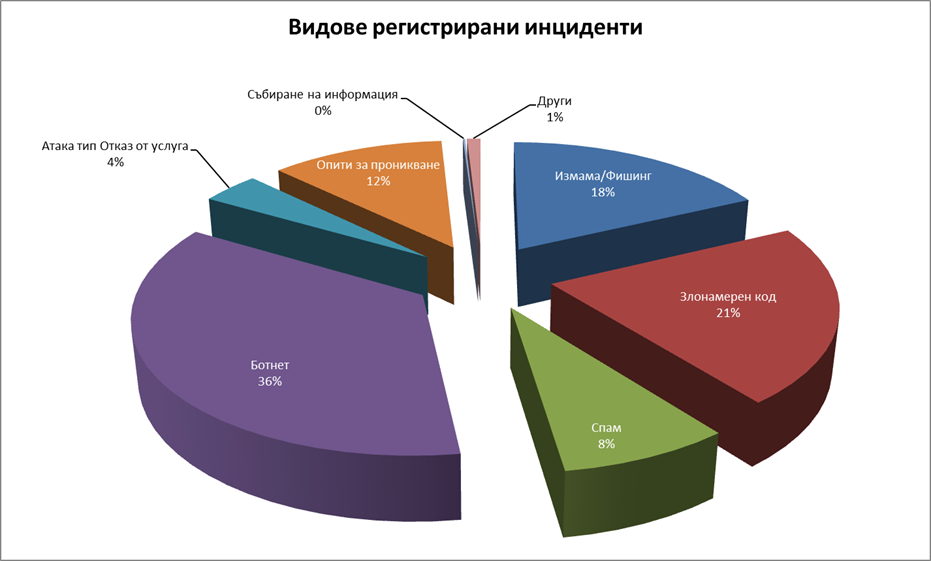 Видове регистрирани инциденти
Събиране на информация
0%
Други
1%
Атака тип Отказ от услуга
4%
Опити за проникване
12%
Измама/Фишинг
18%
Злонамерен код
21%
Ботнет
36%
Спам
8%